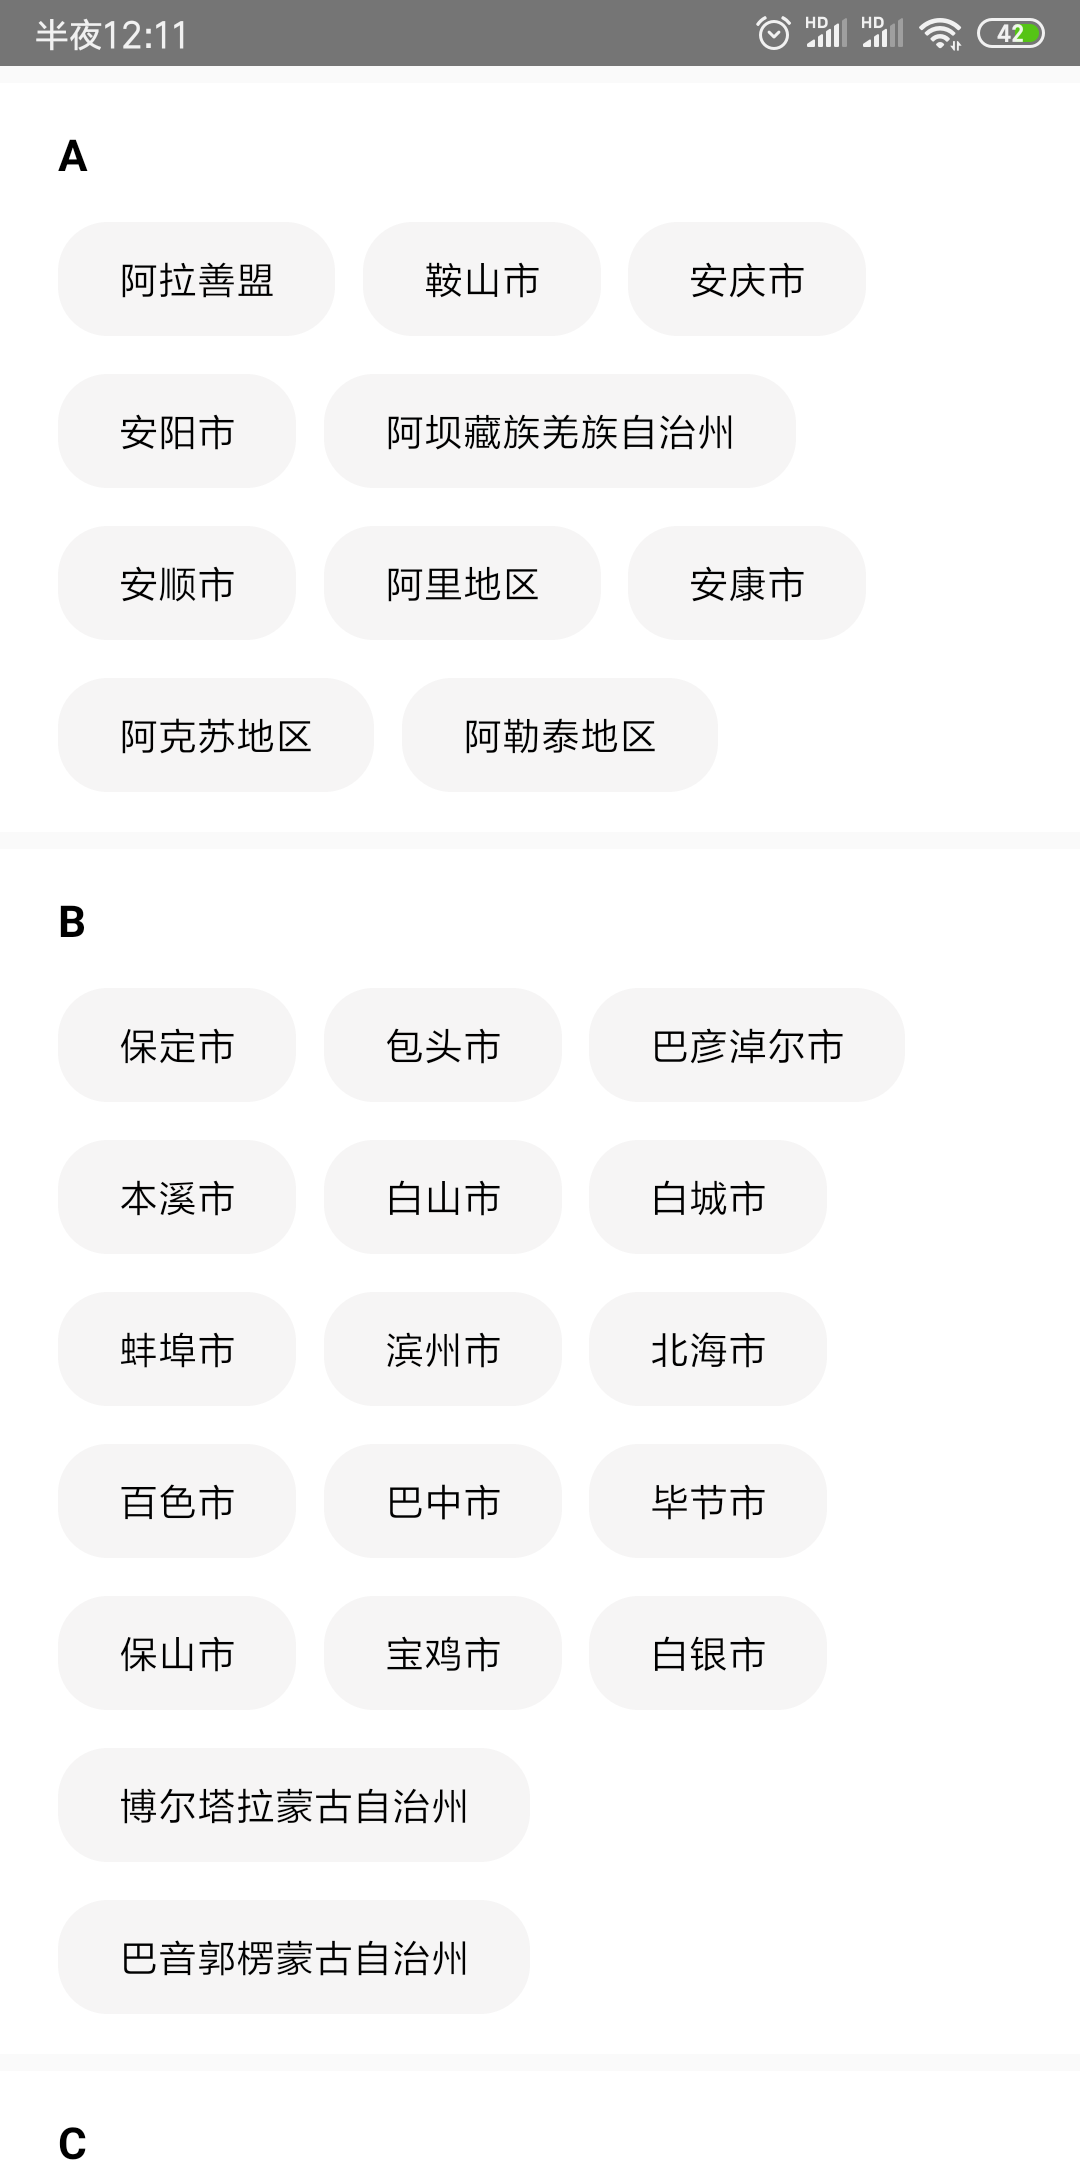 半夜12:11 HD HD 42
A
阿拉善盟 鞍山市 安庆市
安阳市 阿坝藏族羌族自治州
安顺市 阿里地区 安康市
阿克苏地区 阿勒泰地区
B
保定市 包头市 巴彦淖尔市
本溪市 白山市 白城市
蚌埠市 滨州市 北海市
百色市 巴中市 毕节市
保山市 宝鸡市 白银市
博尔塔拉蒙古自治州
巴音郭楞蒙古自治州
C